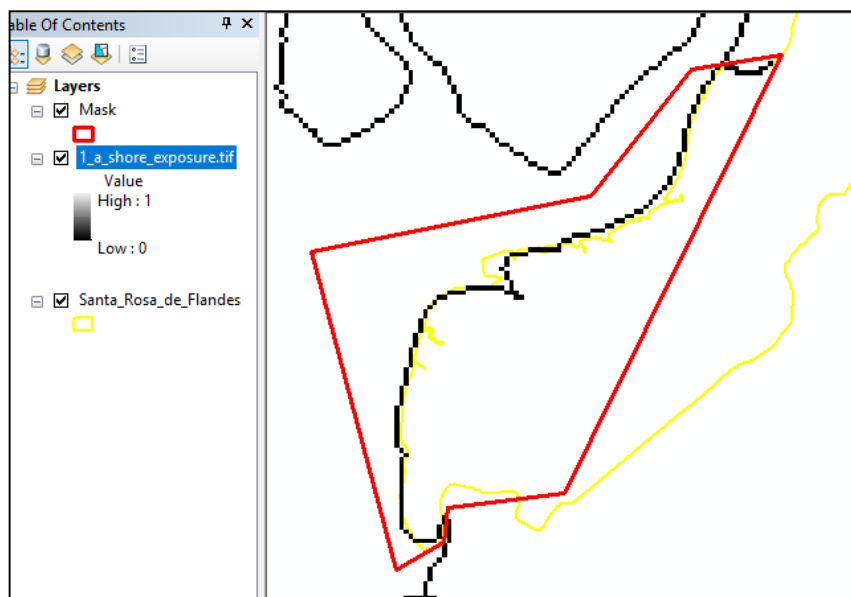 able Of Contents
Layers
Mask
1_a_shore_exposure.tif
Value
High : 1
Low : 0
Santa_Rosa_de_Flandes